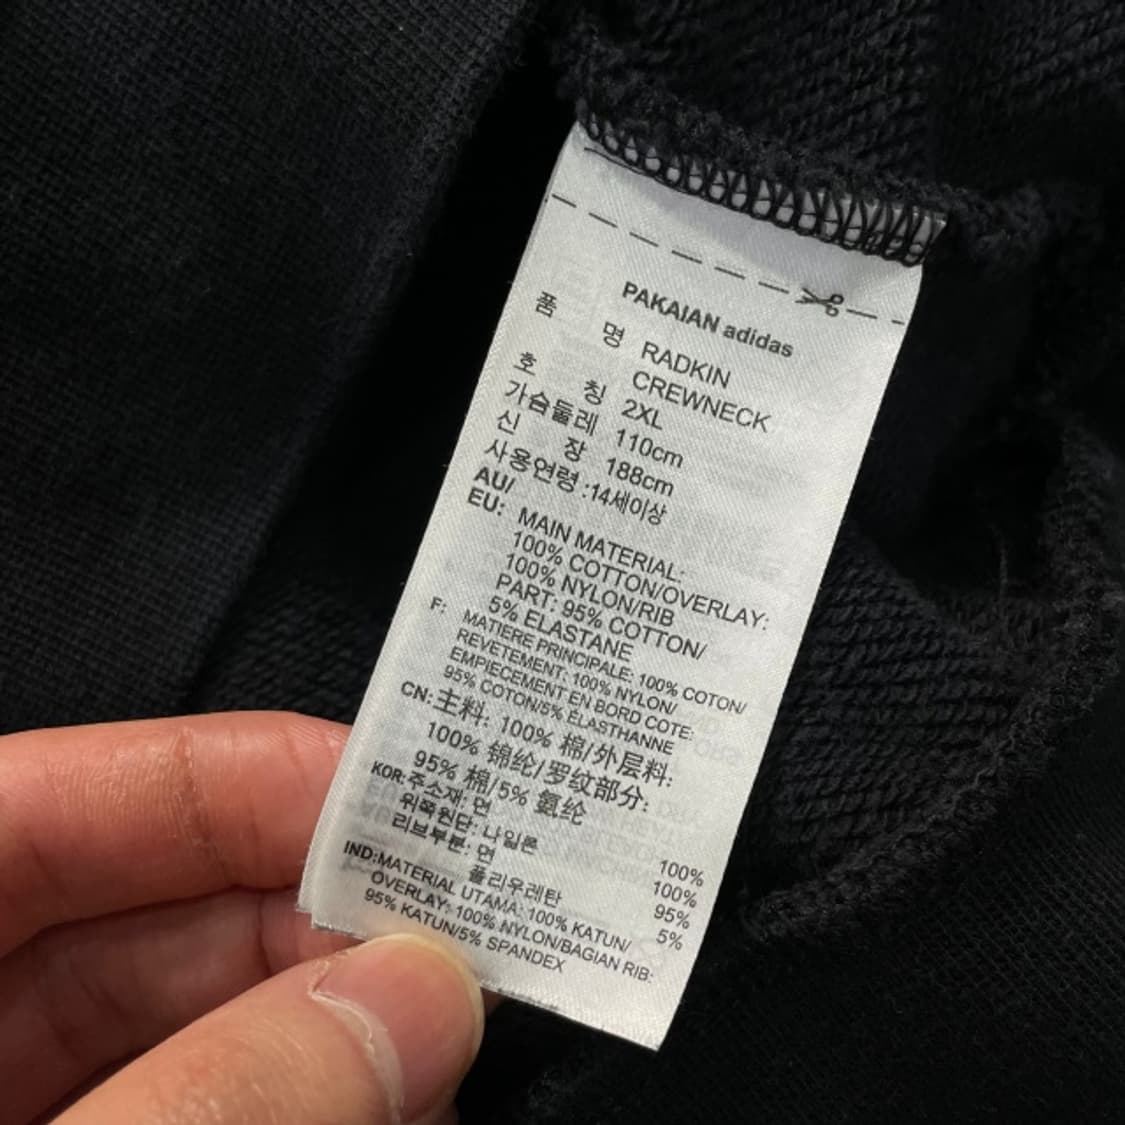 PAKAIAN adidas
품 명 RADKIN
CREWNECK
호 칭 2XL
가슴둘레 110cm
신 장 188cm
사용연령 :14세이상
AU/
EU: MAIN MATERIAL:
100% COTTON/OVERLAY:
100% NYLON/RIB
PART: 95% COTTON/
5% ELASTANE
F: MATIERE PRINCIPALE: 100% COTON/
REVETEMENT: 100% NYLON/
EMPIECEMENT EN BORD COTE:
95% COTON/5% ELASTHANNE
CN:主料: 100% 棉/外层料:
100% 锦纶/罗纹部分:
95% 棉/5% 氨纶
KOR:주소재: 면 100%
위쪽원단: 나일론 100%
리브부분: 면 95%
폴리우레탄 5%
IND:MATERIAL UTAMA: 100% KATUN/
OVERLAY: 100% NYLON/BAGIAN RIB:
95% KATUN/5% SPANDEX